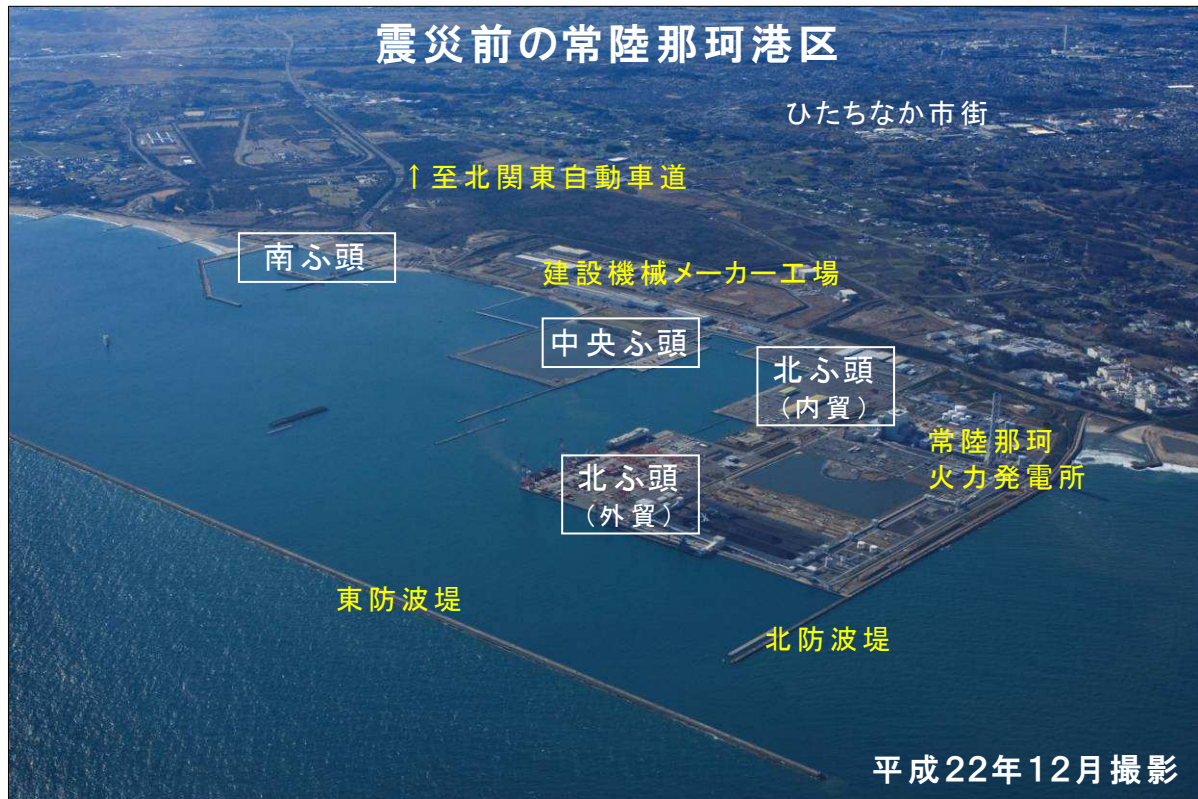 震災前の常陸那珂港区
ひたちなか市街
↑至北関東自動車道
南ふ頭
建設機械メーカー工場
中央ふ頭
北ふ頭
（内貿）
常陸那珂
火力発電所
北ふ頭
（外貿）
東防波堤
北防波堤
平成22年12月撮影